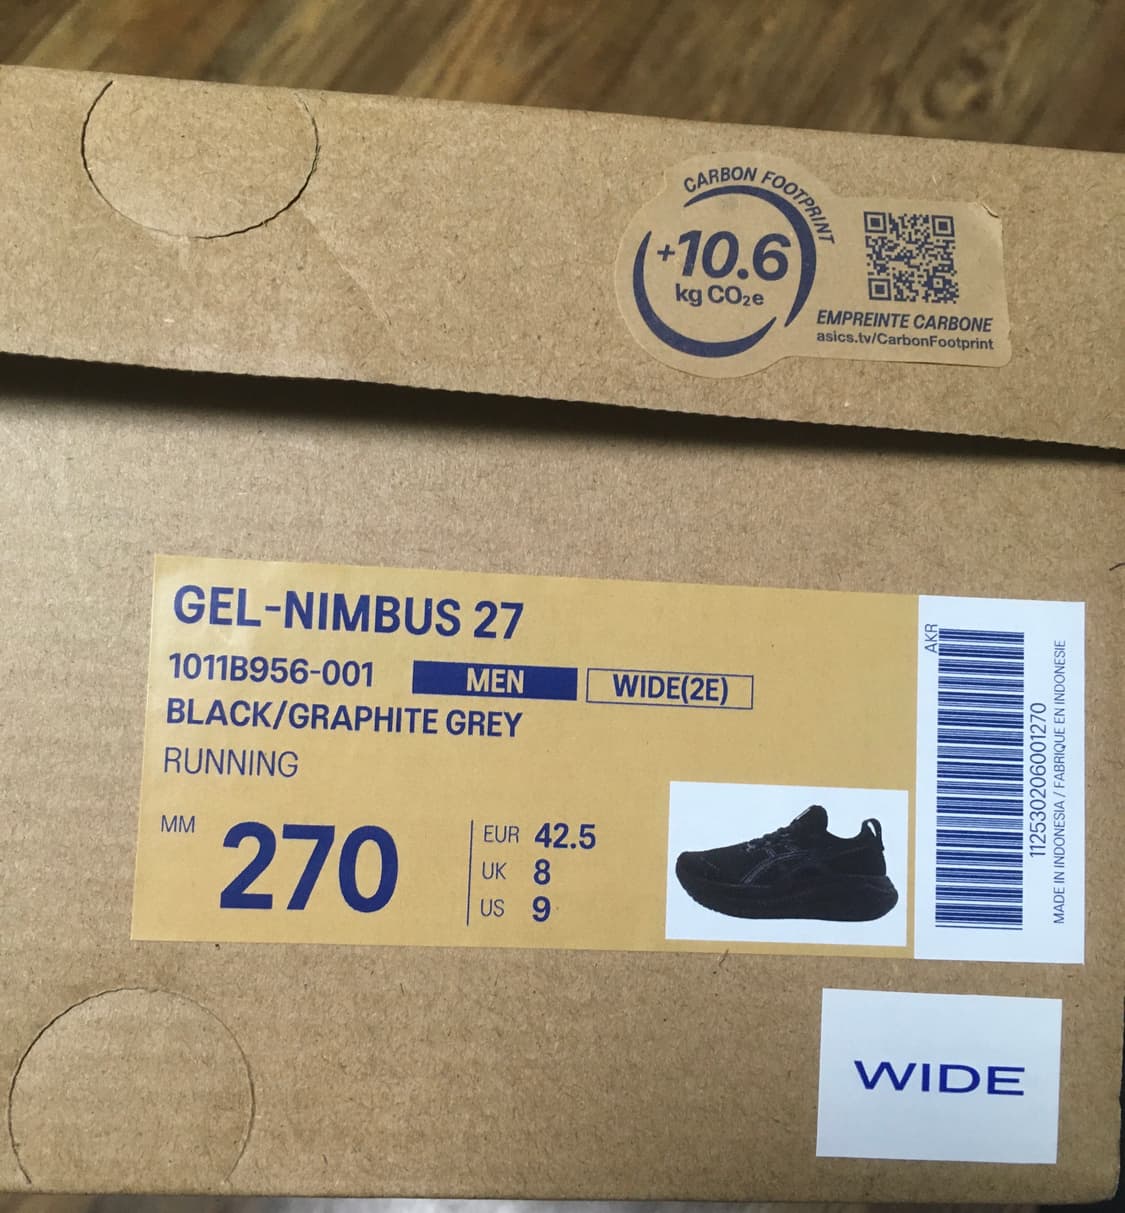 CARBON FOOTPRINT
+10.6
kg CO₂e
EMPREINTE CARBONE
asics.tv/CarbonFootprint
GEL-NIMBUS 27
1011B956-001 MEN WIDE(2E)
BLACK/GRAPHITE GREY
RUNNING
MM 270
EUR 42.5
UK 8
US 9
AKR
112530206001270
MADE IN INDONESIA / FABRIQUE EN INDONESIE
WIDE